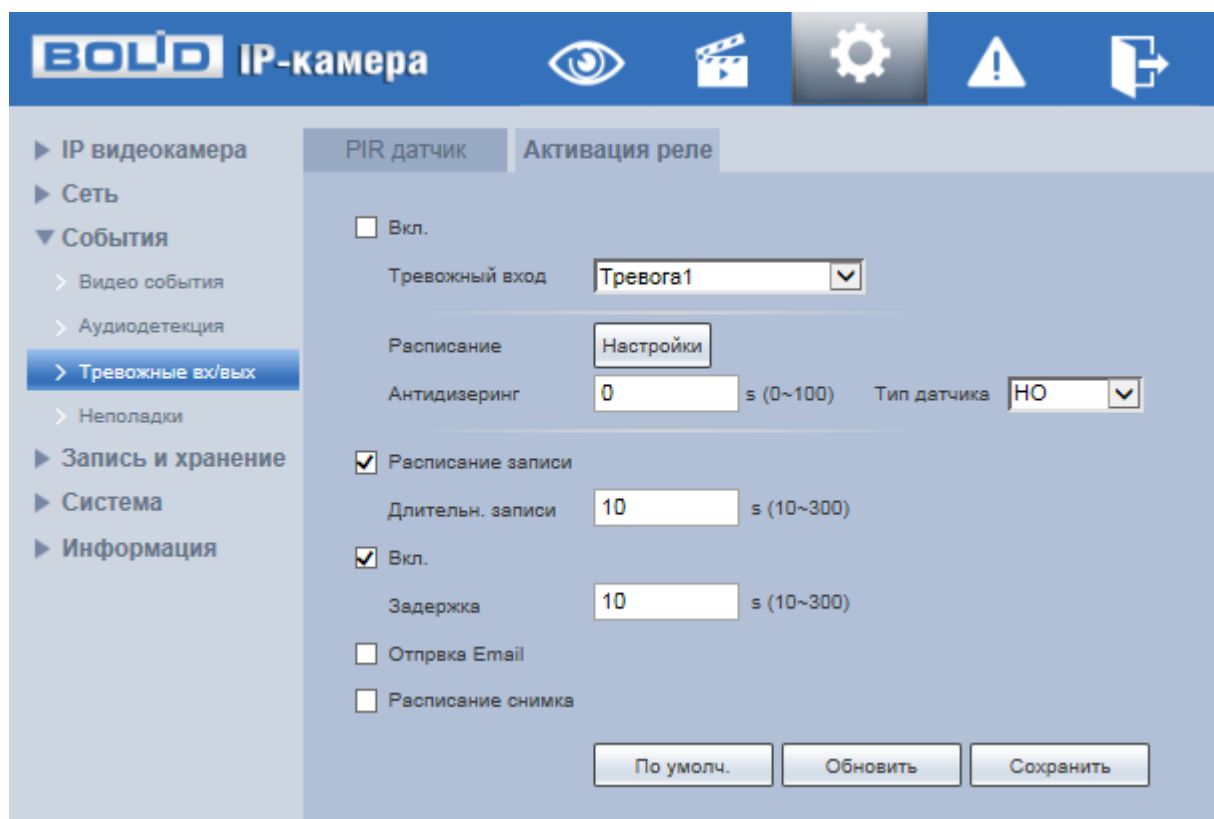 BOLID IP-камера
IP видеокамера
Сеть
События
Видео события
Аудиодетекция
Тревожные вх/вых
Неполадки
Запись и хранение
Система
Информация
PIR датчик
Активация реле
Вкл.
Тревожный вход Тревога1
Расписание Настройки
Антидизеринг 0 s (0~100) Тип датчика НО
Расписание записи
Длительн. записи 10 s (10~300)
Вкл.
Задержка 10 s (10~300)
Отпрвка Email
Расписание снимка
По умолч. Обновить Сохранить